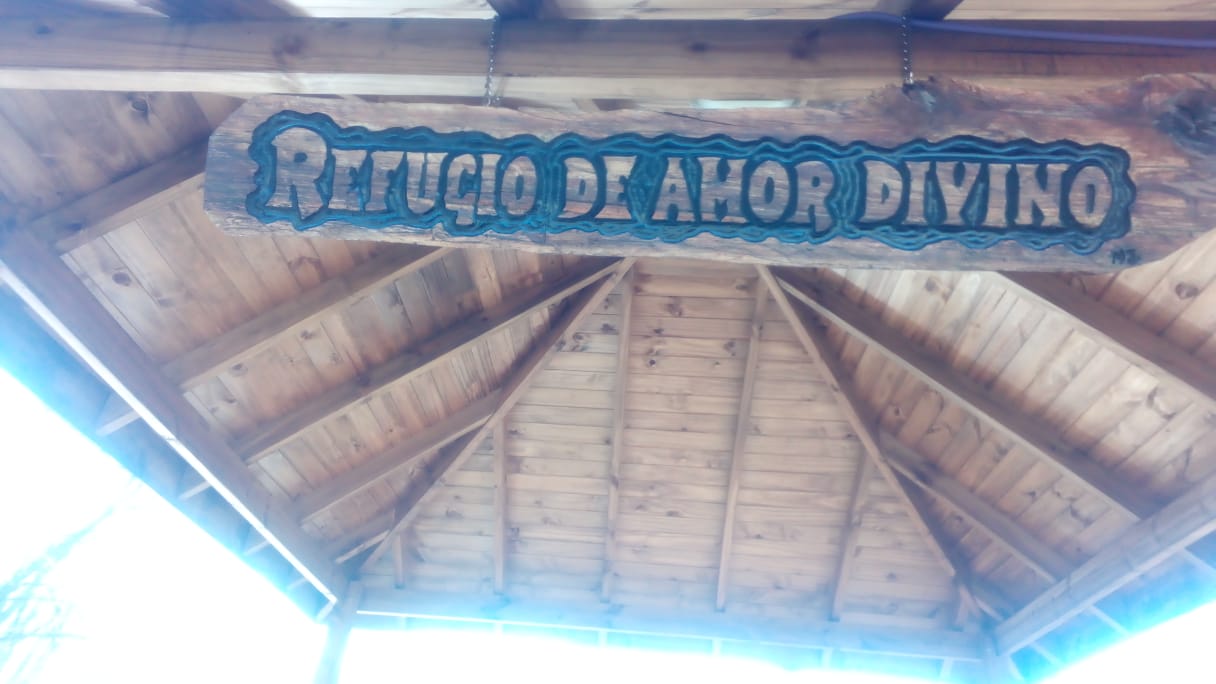 REFUGIO DE AMOR DIVINO